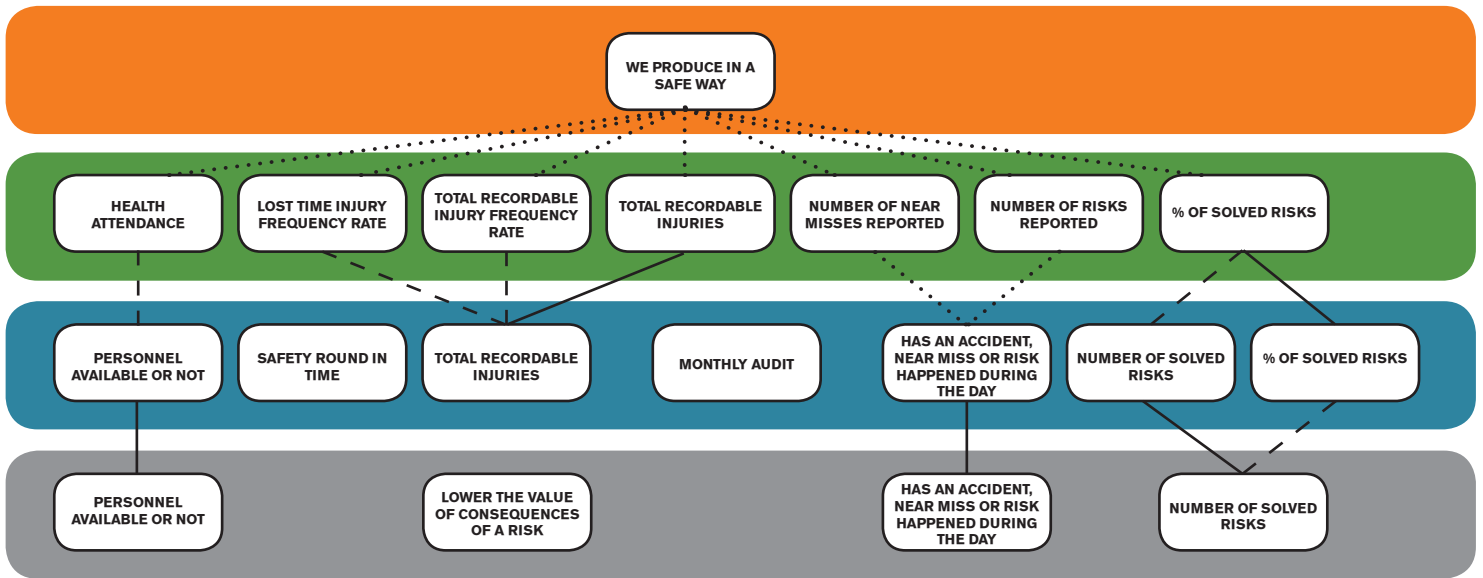 WE PRODUCE IN A
SAFE WAY
HEALTH
ATTENDANCE
LOST TIME INJURY
FREQUENCY RATE
TOTAL RECORDABLE
INJURY FREQUENCY
RATE
TOTAL RECORDABLE
INJURIES
NUMBER OF NEAR
MISSES REPORTED
NUMBER OF RISKS
REPORTED
% OF SOLVED RISKS
PERSONNEL
AVAILABLE OR NOT
SAFETY ROUND IN
TIME
TOTAL RECORDABLE
INJURIES
MONTHLY AUDIT
HAS AN ACCIDENT,
NEAR MISS OR RISK
HAPPENED DURING
THE DAY
NUMBER OF SOLVED
RISKS
% OF SOLVED RISKS
PERSONNEL
AVAILABLE OR NOT
LOWER THE VALUE
OF CONSEQUENCES
OF A RISK
HAS AN ACCIDENT,
NEAR MISS OR RISK
HAPPENED DURING
THE DAY
NUMBER OF SOLVED
RISKS